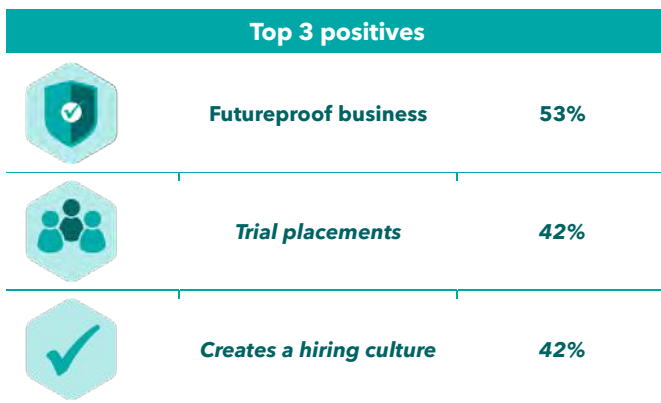 Top 3 positives
Futureproof business 53%
Trial placements 42%
Creates a hiring culture 42%